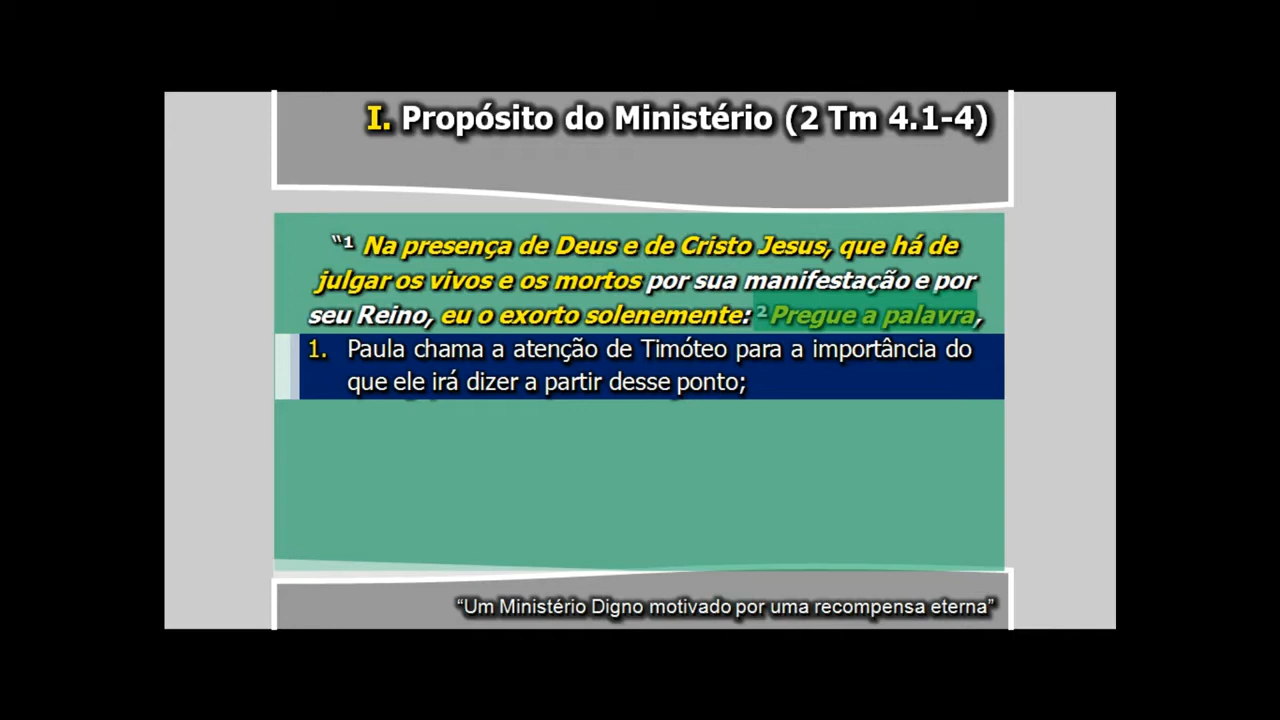 I. Propósito do Ministério (2 Tm 4.1-4)
“¹ Na presença de Deus e de Cristo Jesus, que há de
julgar os vivos e os mortos por sua manifestação e por
seu Reino, eu o exorto solenemente: ²Pregue a palavra,
1. Paula chama a atenção de Timóteo para a importância do
que ele irá dizer a partir desse ponto;
“Um Ministério Digno motivado por uma recompensa eterna”